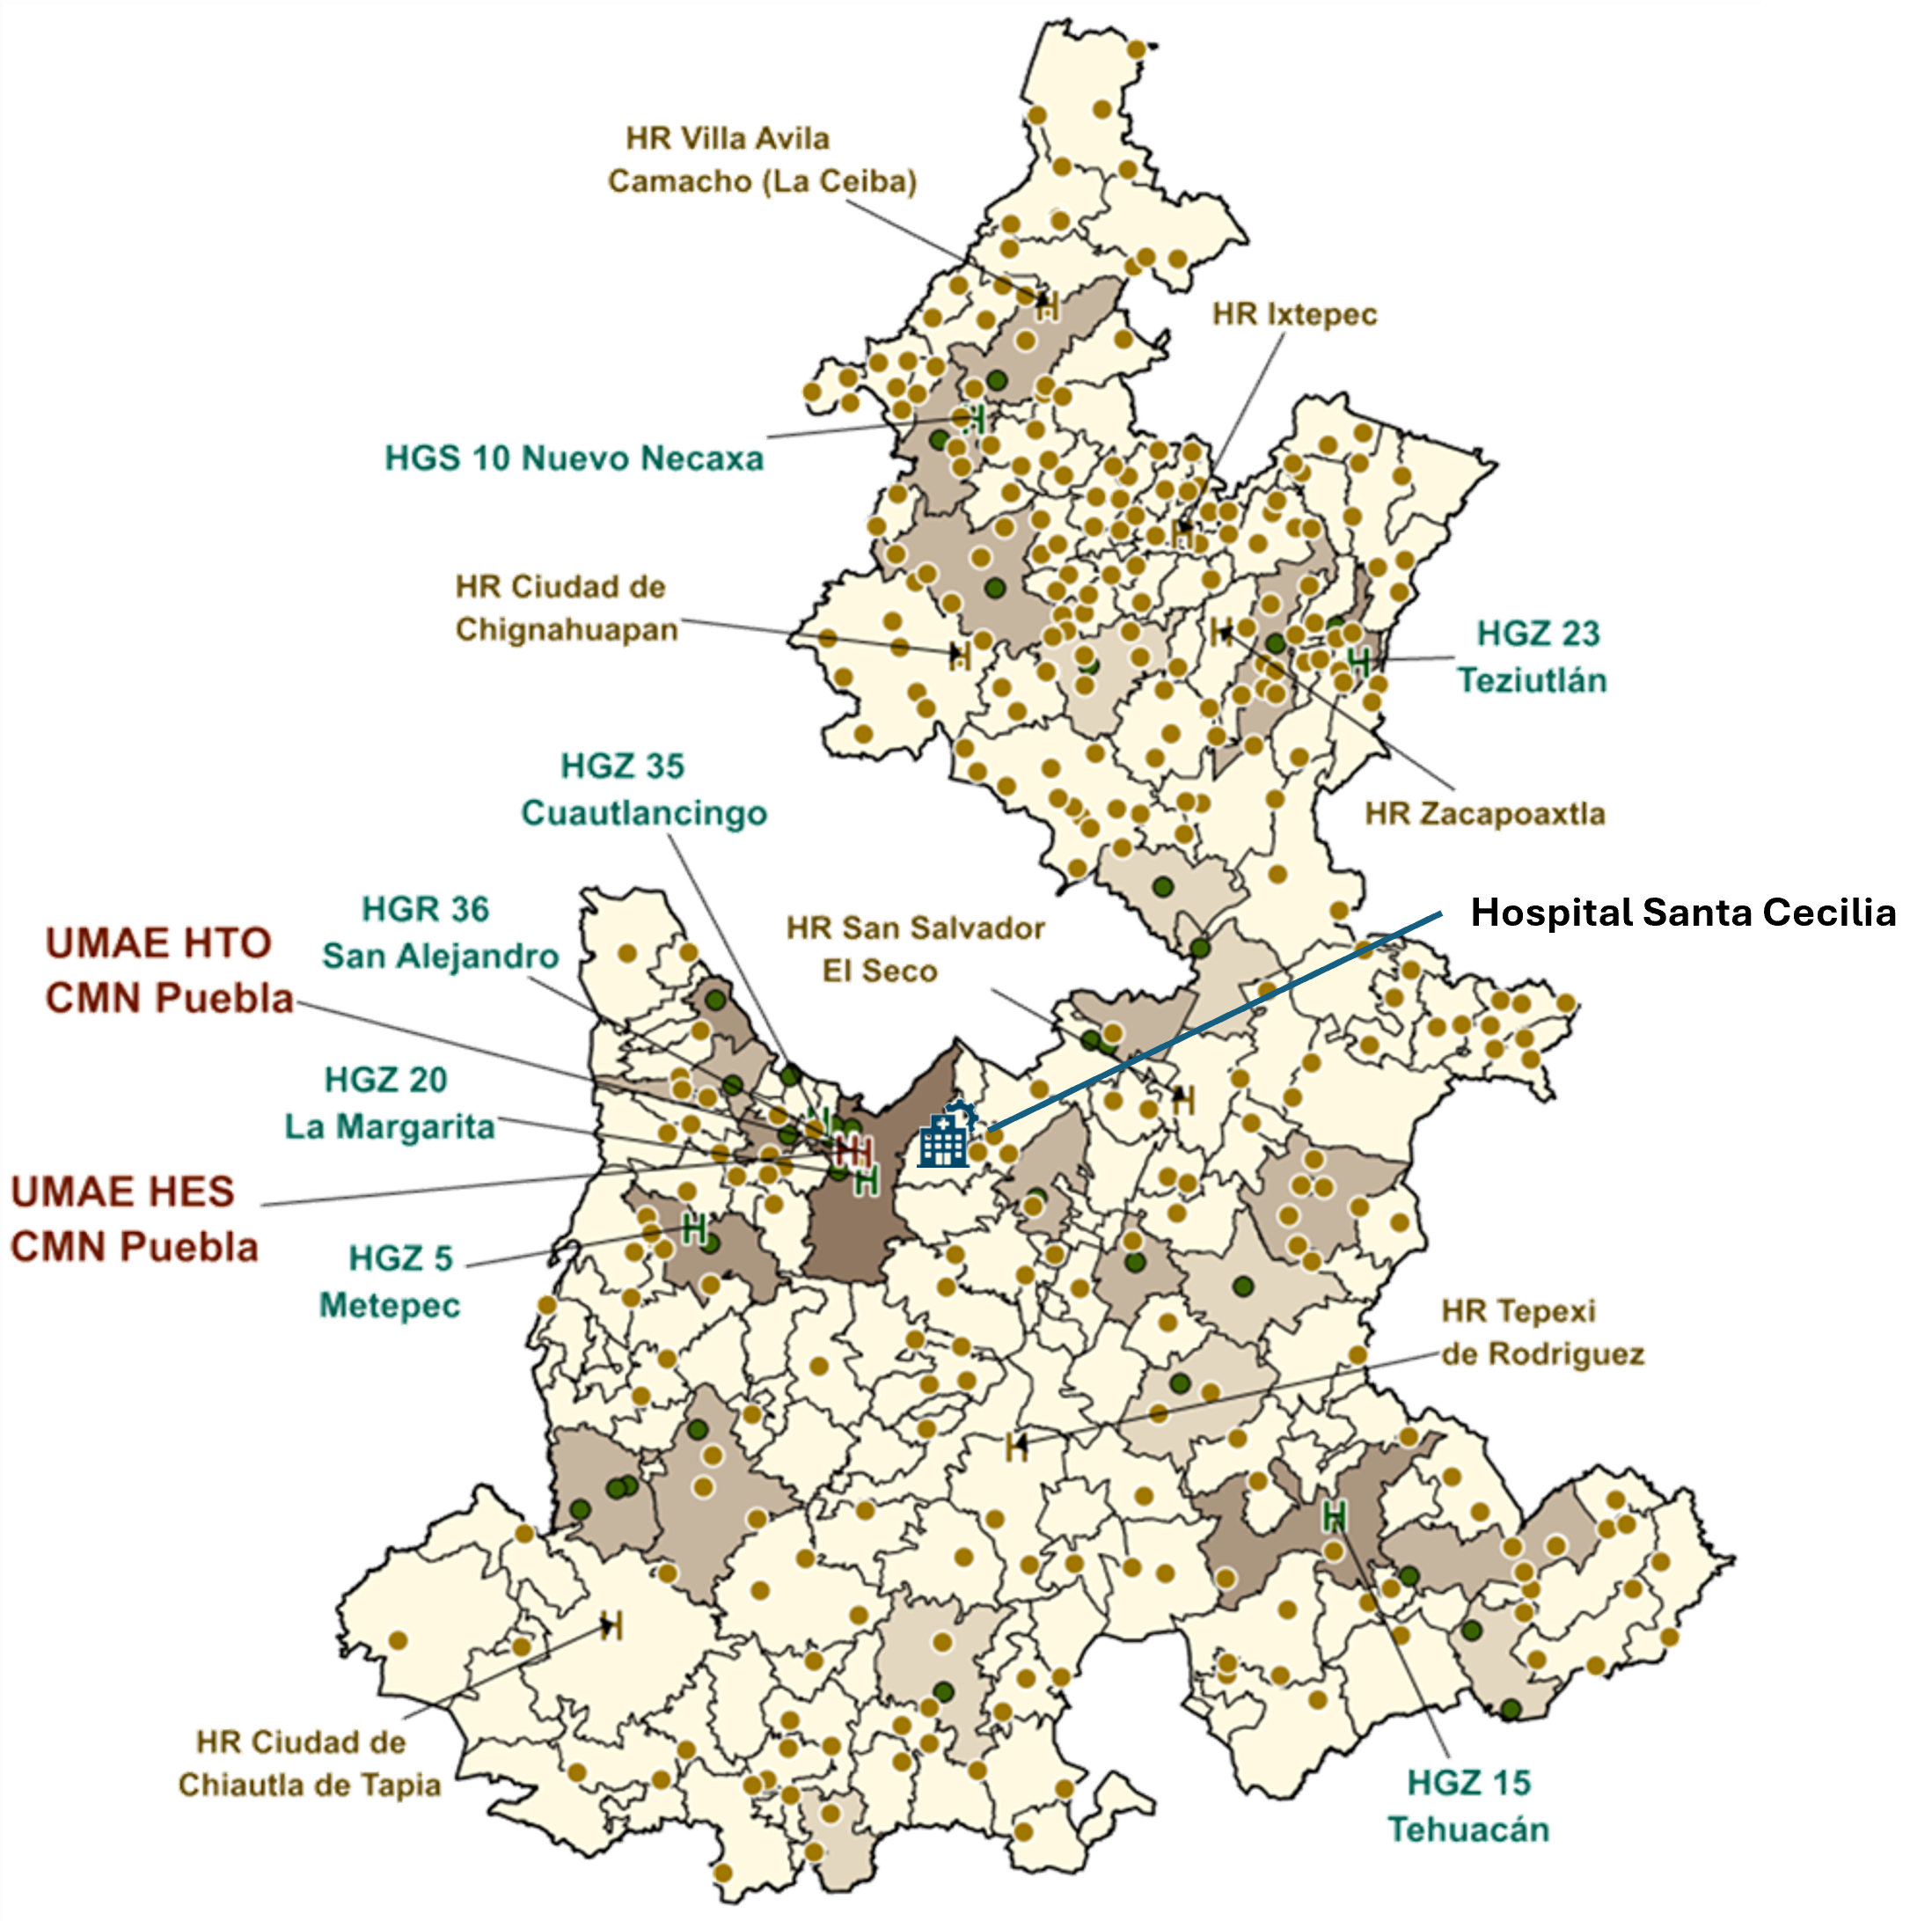 HR Villa Avila
Camacho (La Ceiba)
HR Ixtepec
HGS 10 Nuevo Necaxa
HR Ciudad de
Chignahuapan
HGZ 23
Teziutlán
HGZ 35
Cuautlancingo
HR Zacapoaxtla
HGR 36
San Alejandro
UMAE HTO
CMN Puebla
HR San Salvador
El Seco
Hospital Santa Cecilia
HGZ 20
La Margarita
UMAE HES
CMN Puebla
HGZ 5
Metepec
HR Tepexi
de Rodriguez
HR Ciudad de
Chiautla de Tapia
HGZ 15
Tehuacán
H
H
H
H
H
H
H
H
H
H
H
H
H
H